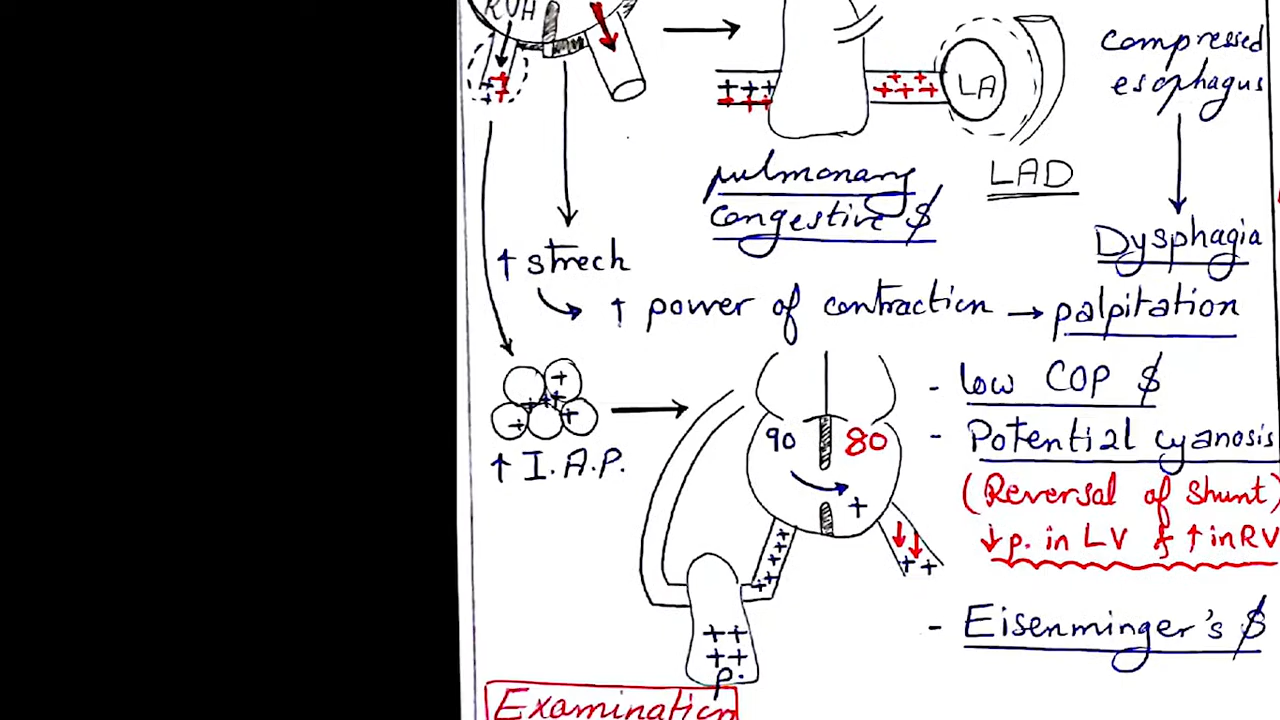 RVH
compressed
esophagus
LA
LAD
pulmonary
congestive $
Dysphagia
↑ strech
↑ power of contraction → palpitation
- low COP $
90 80
- Potential cyanosis
(Reversal of shunt)
↓ p. in LV & ↑ in RV
↑ I.A.P.
- Eisenminger's $
p.
Examination